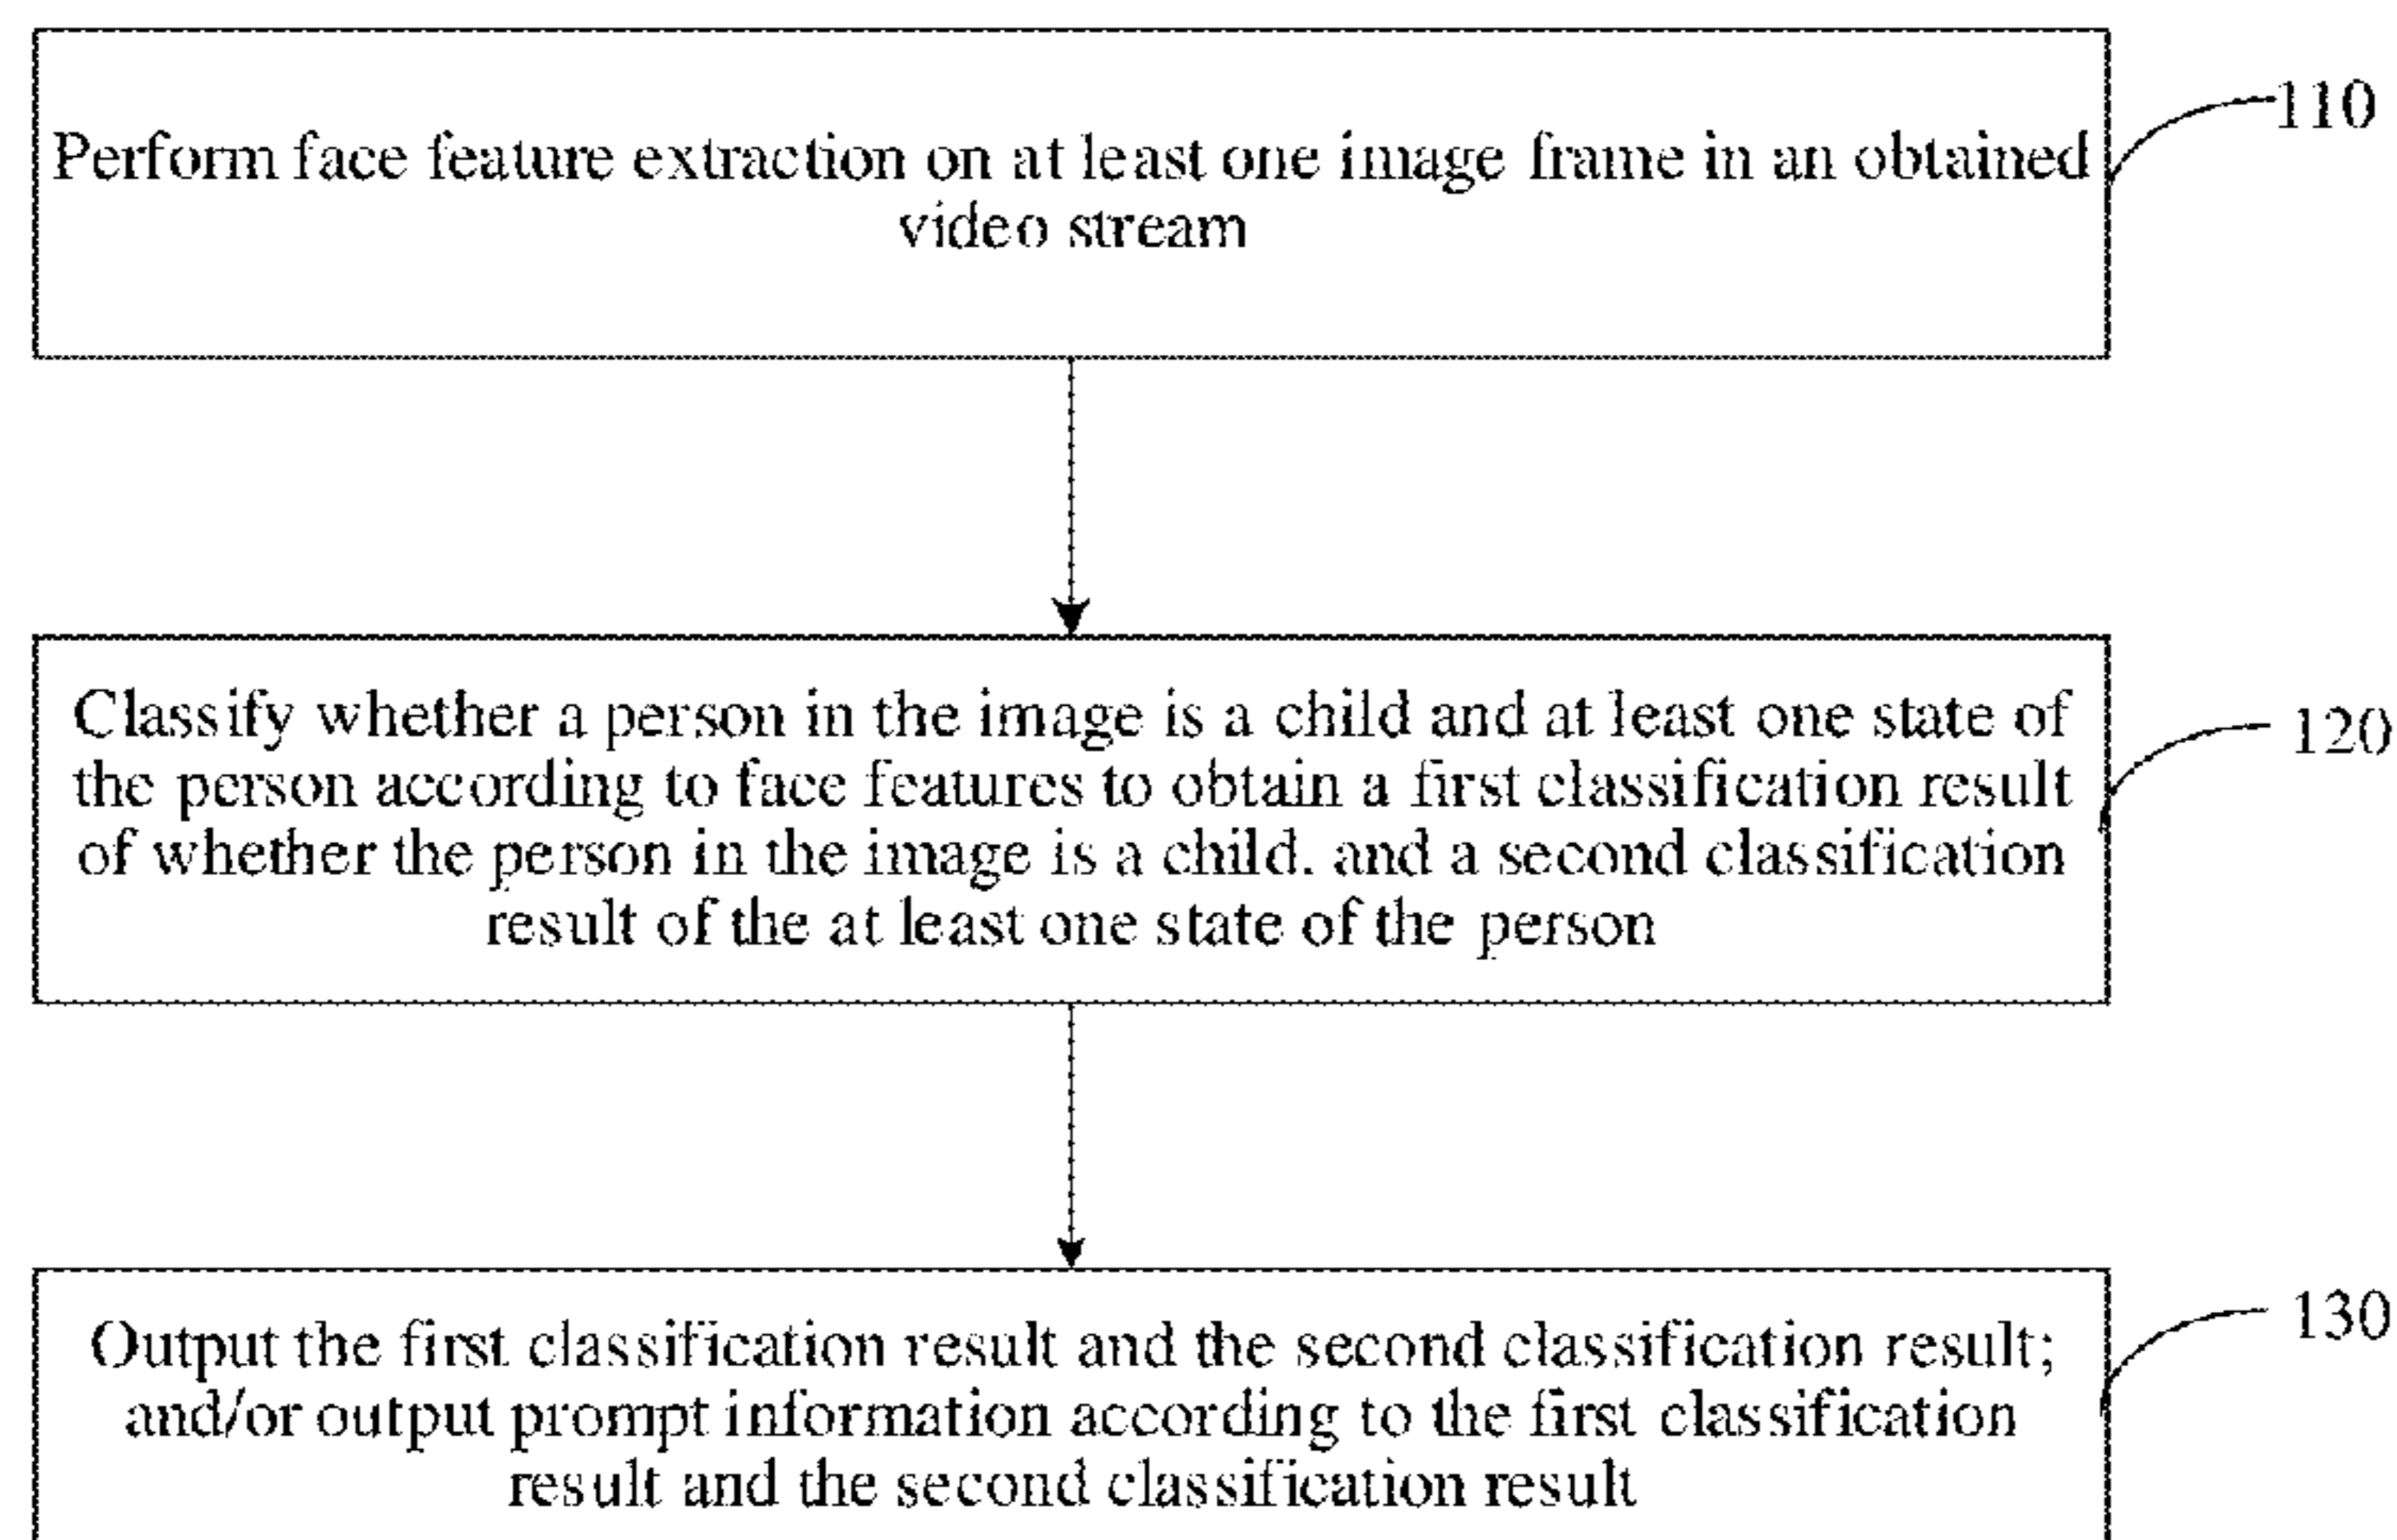 110
Perform face feature extraction on at least one image frame in an obtained
video stream
Classify whether a person in the image is a child and at least one state of
120
the person according to face features to obtain a first classification result
of whether the person in the image is a child. and a second classification
result of the at least one state of the person
130
Output the first classification result and the second classification result;
and/or output prompt information according to the first classification
result and the second classification result